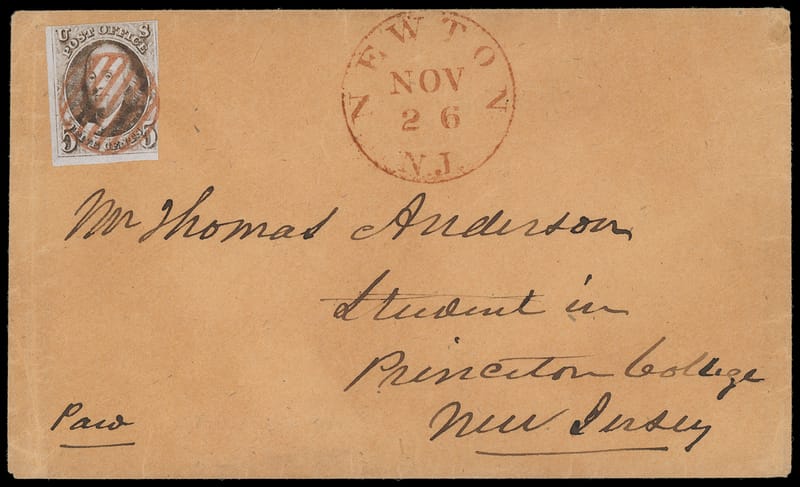 U S
POST OFFICE
5 FIVE CENTS 5
NEWTON
NOV
26
N.J.
Mr Thomas Anderson
Student in
Princeton College
New Jersey
Paid